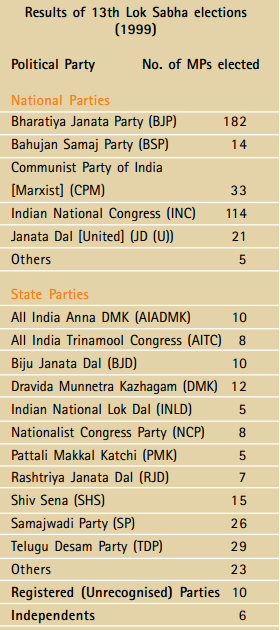 Results of 13th Lok Sabha elections
(1999)
Political Party No. of MPs elected
National Parties
Bharatiya Janata Party (BJP) 182
Bahujan Samaj Party (BSP) 14
Communist Party of India
[Marxist] (CPM) 33
Indian National Congress (INC) 114
Janata Dal [United] (JD (U)) 21
Others 5
State Parties
All India Anna DMK (AIADMK) 10
All India Trinamool Congress (AITC) 8
Biju Janata Dal (BJD) 10
Dravida Munnetra Kazhagam (DMK) 12
Indian National Lok Dal (INLD) 5
Nationalist Congress Party (NCP) 8
Pattali Makkal Katchi (PMK) 5
Rashtriya Janata Dal (RJD) 7
Shiv Sena (SHS) 15
Samajwadi Party (SP) 26
Telugu Desam Party (TDP) 29
Others 23
Registered (Unrecognised) Parties 10
Independents 6